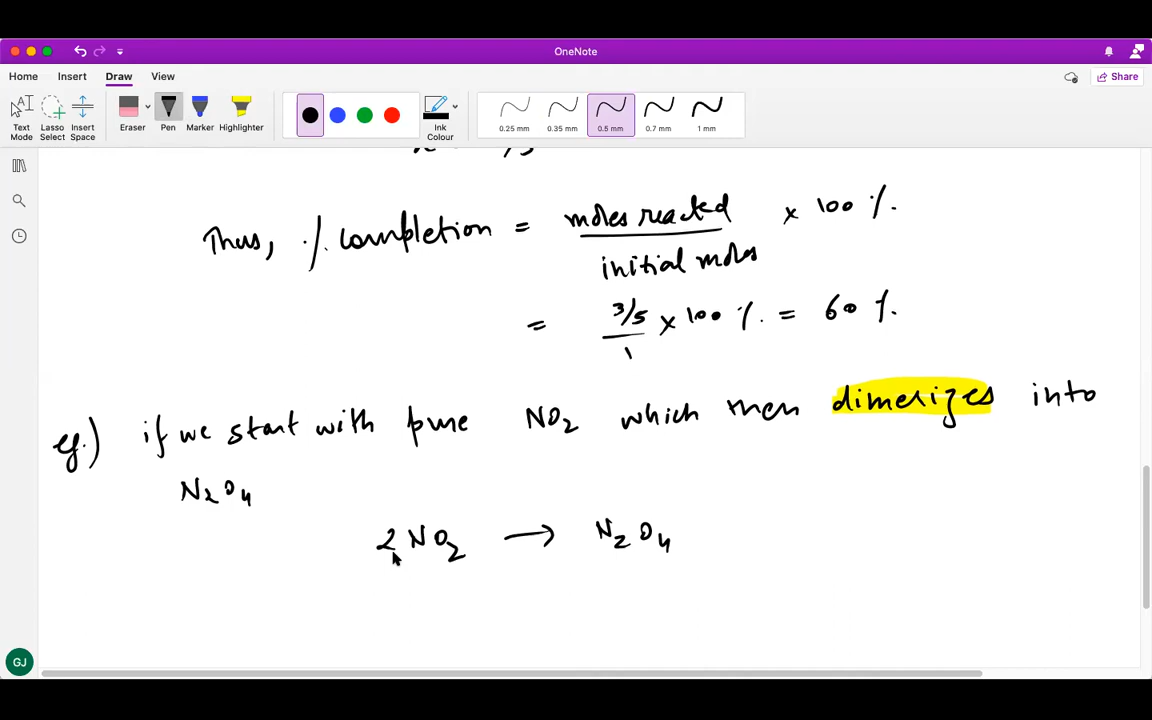 OneNote
Home Insert Draw View Share
Text Mode Lasso Select Insert Space Eraser Pen Marker Highlighter Ink Colour 0.25 mm 0.35 mm 0.5 mm 0.7 mm 1 mm
Thus, % completion = moles reacted / initial moles × 100 %.
= 3/5 / 1 × 100 % = 60 %.
eg.) if we start with pure NO₂ which then dimerizes into
N₂O₄
2NO₂ → N₂O₄
GJ